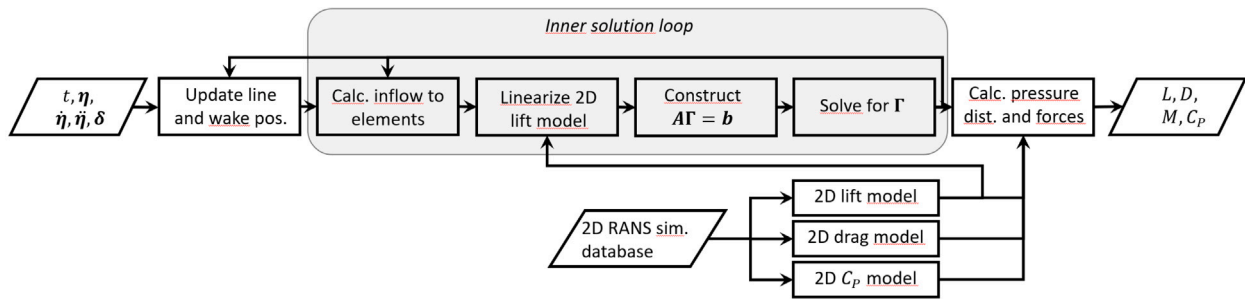 Inner solution loop
t, η,
η̇, η̈, δ
Update line
and wake pos.
Calc. inflow to
elements
Linearize 2D
lift model
Construct
AΓ = b
Solve for Γ
Calc. pressure
dist. and forces
L, D,
M, C_P
2D RANS sim.
database
2D lift model
2D drag model
2D C_P model